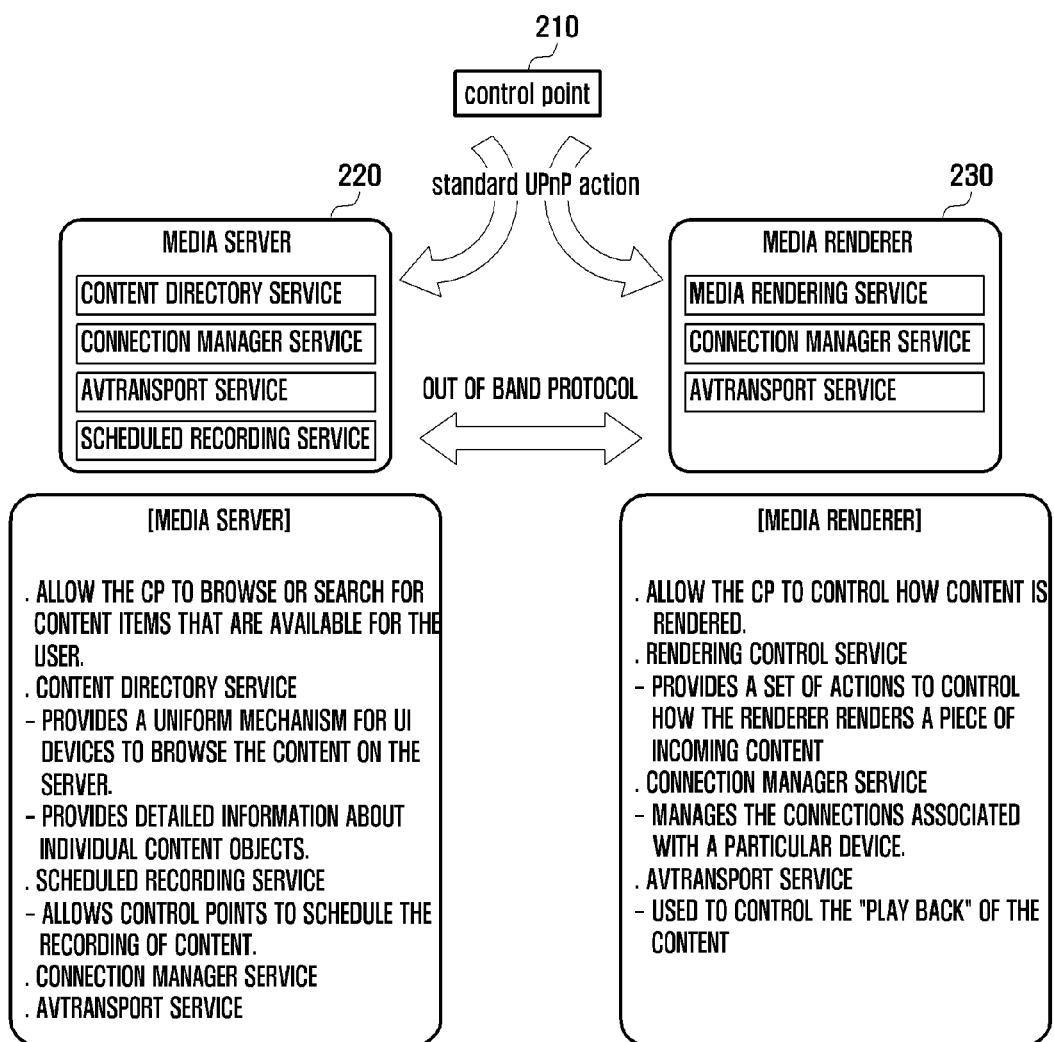 210
control point
standard UPnP action
220
MEDIA SERVER
CONTENT DIRECTORY SERVICE
CONNECTION MANAGER SERVICE
AVTRANSPORT SERVICE
SCHEDULED RECORDING SERVICE
OUT OF BAND PROTOCOL
230
MEDIA RENDERER
MEDIA RENDERING SERVICE
CONNECTION MANAGER SERVICE
AVTRANSPORT SERVICE
[MEDIA SERVER]
. ALLOW THE CP TO BROWSE OR SEARCH FOR
CONTENT ITEMS THAT ARE AVAILABLE FOR THE
USER.
. CONTENT DIRECTORY SERVICE
- PROVIDES A UNIFORM MECHANISM FOR UI
DEVICES TO BROWSE THE CONTENT ON THE
SERVER.
- PROVIDES DETAILED INFORMATION ABOUT
INDIVIDUAL CONTENT OBJECTS.
. SCHEDULED RECORDING SERVICE
- ALLOWS CONTROL POINTS TO SCHEDULE THE
RECORDING OF CONTENT.
. CONNECTION MANAGER SERVICE
. AVTRANSPORT SERVICE
[MEDIA RENDERER]
. ALLOW THE CP TO CONTROL HOW CONTENT IS
RENDERED.
. RENDERING CONTROL SERVICE
- PROVIDES A SET OF ACTIONS TO CONTROL
HOW THE RENDERER RENDERS A PIECE OF
INCOMING CONTENT
. CONNECTION MANAGER SERVICE
- MANAGES THE CONNECTIONS ASSOCIATED
WITH A PARTICULAR DEVICE.
. AVTRANSPORT SERVICE
- USED TO CONTROL THE "PLAY BACK" OF THE
CONTENT